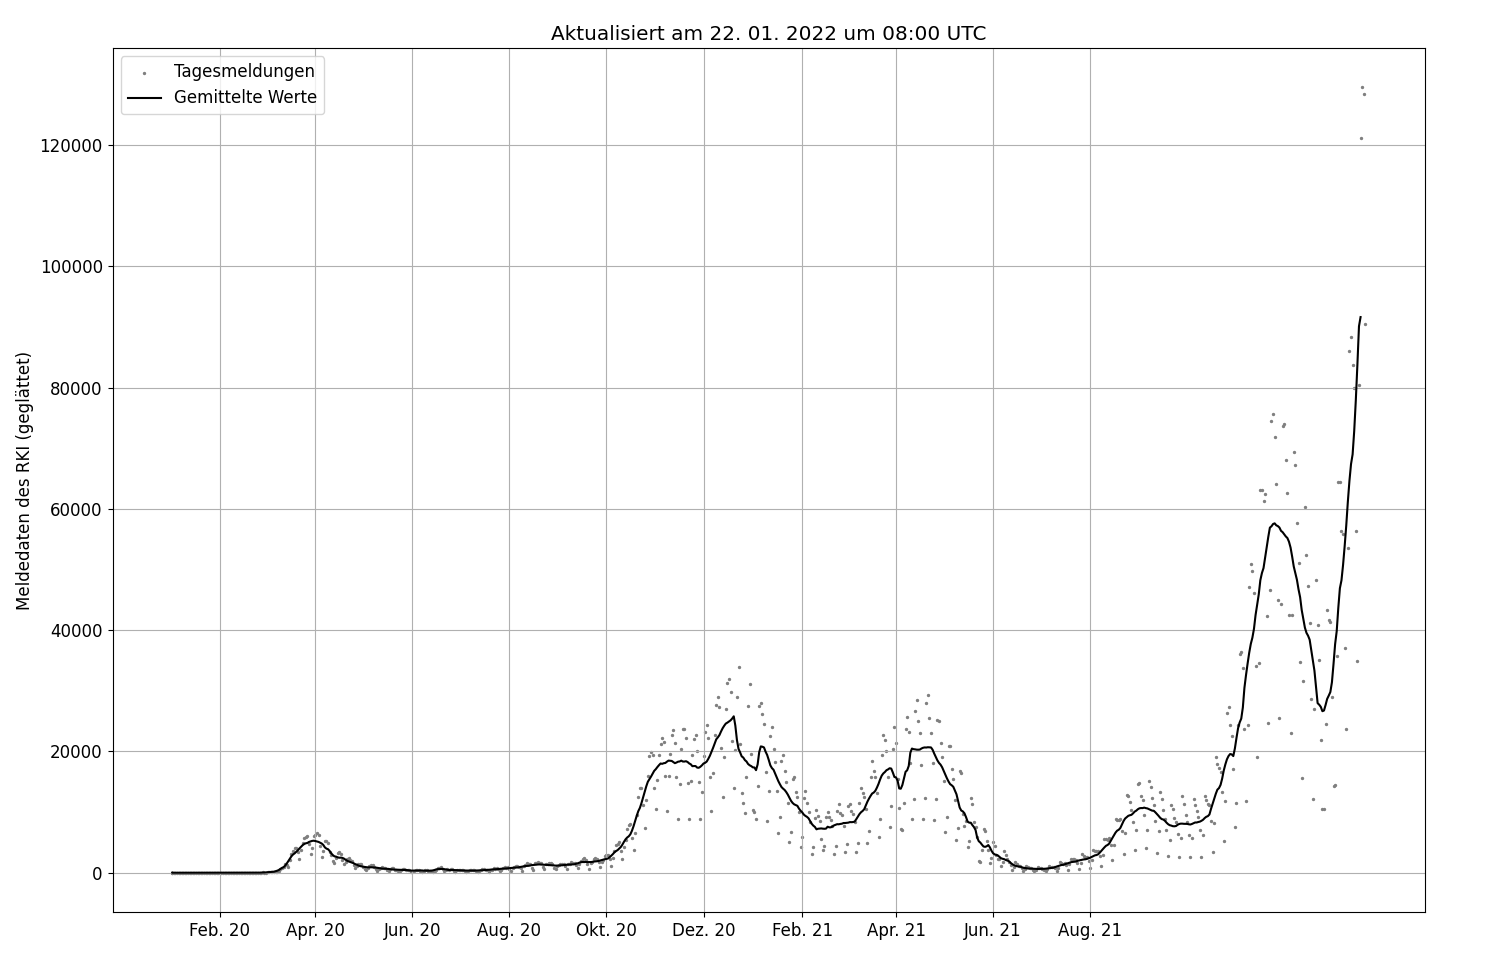 Aktualisiert am 22. 01. 2022 um 08:00 UTC
Tagesmeldungen
Gemittelte Werte
Meldedaten des RKI (geglättet)
120000
100000
80000
60000
40000
20000
0
Feb. 20 Apr. 20 Jun. 20 Aug. 20 Okt. 20 Dez. 20 Feb. 21 Apr. 21 Jun. 21 Aug. 21